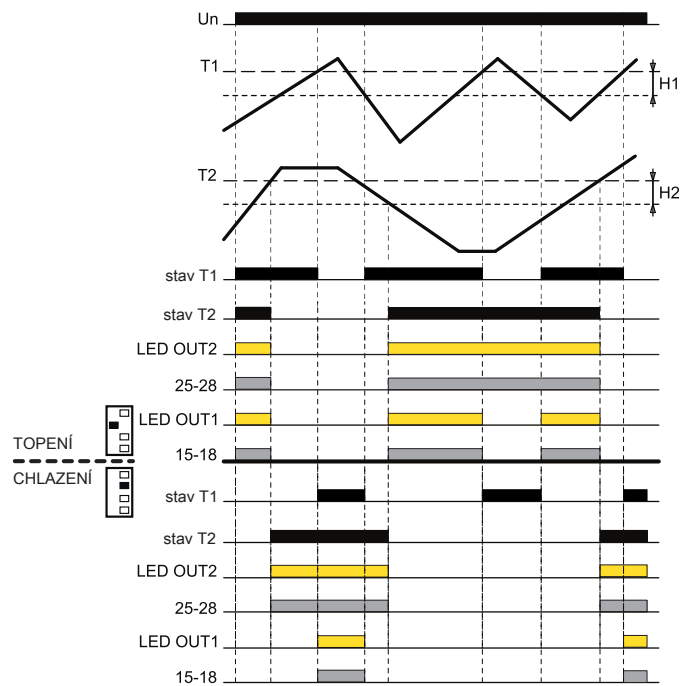 Un
T1
H1
T2
H2
stav T1
stav T2
LED OUT2
25-28
LED OUT1
TOPENÍ
15-18
CHLAZENÍ
stav T1
stav T2
LED OUT2
25-28
LED OUT1
15-18